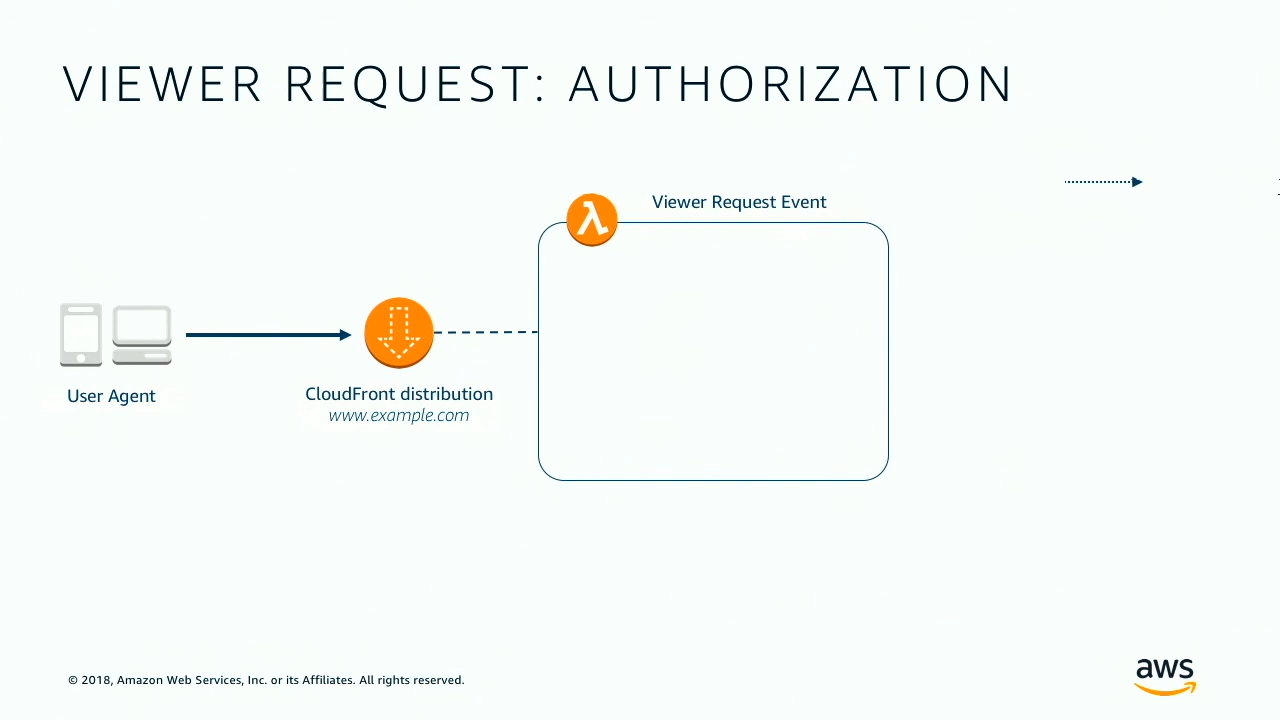 VIEWER REQUEST: AUTHORIZATION
Viewer Request Event
User Agent
CloudFront distribution
www.example.com
© 2018, Amazon Web Services, Inc. or its Affiliates. All rights reserved.
aws